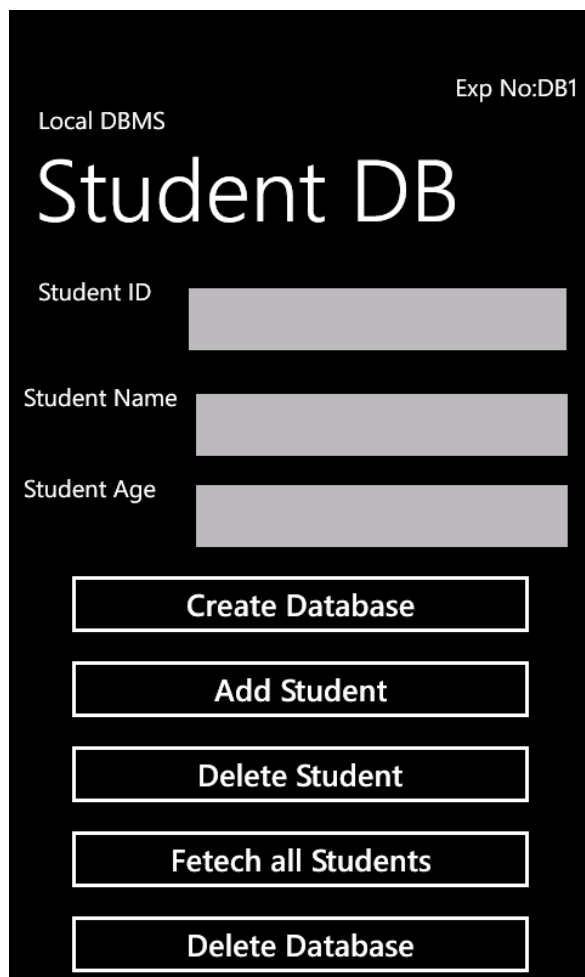 Exp No:DB1
Local DBMS
Student DB
Student ID
Student Name
Student Age
Create Database
Add Student
Delete Student
Fetech all Students
Delete Database